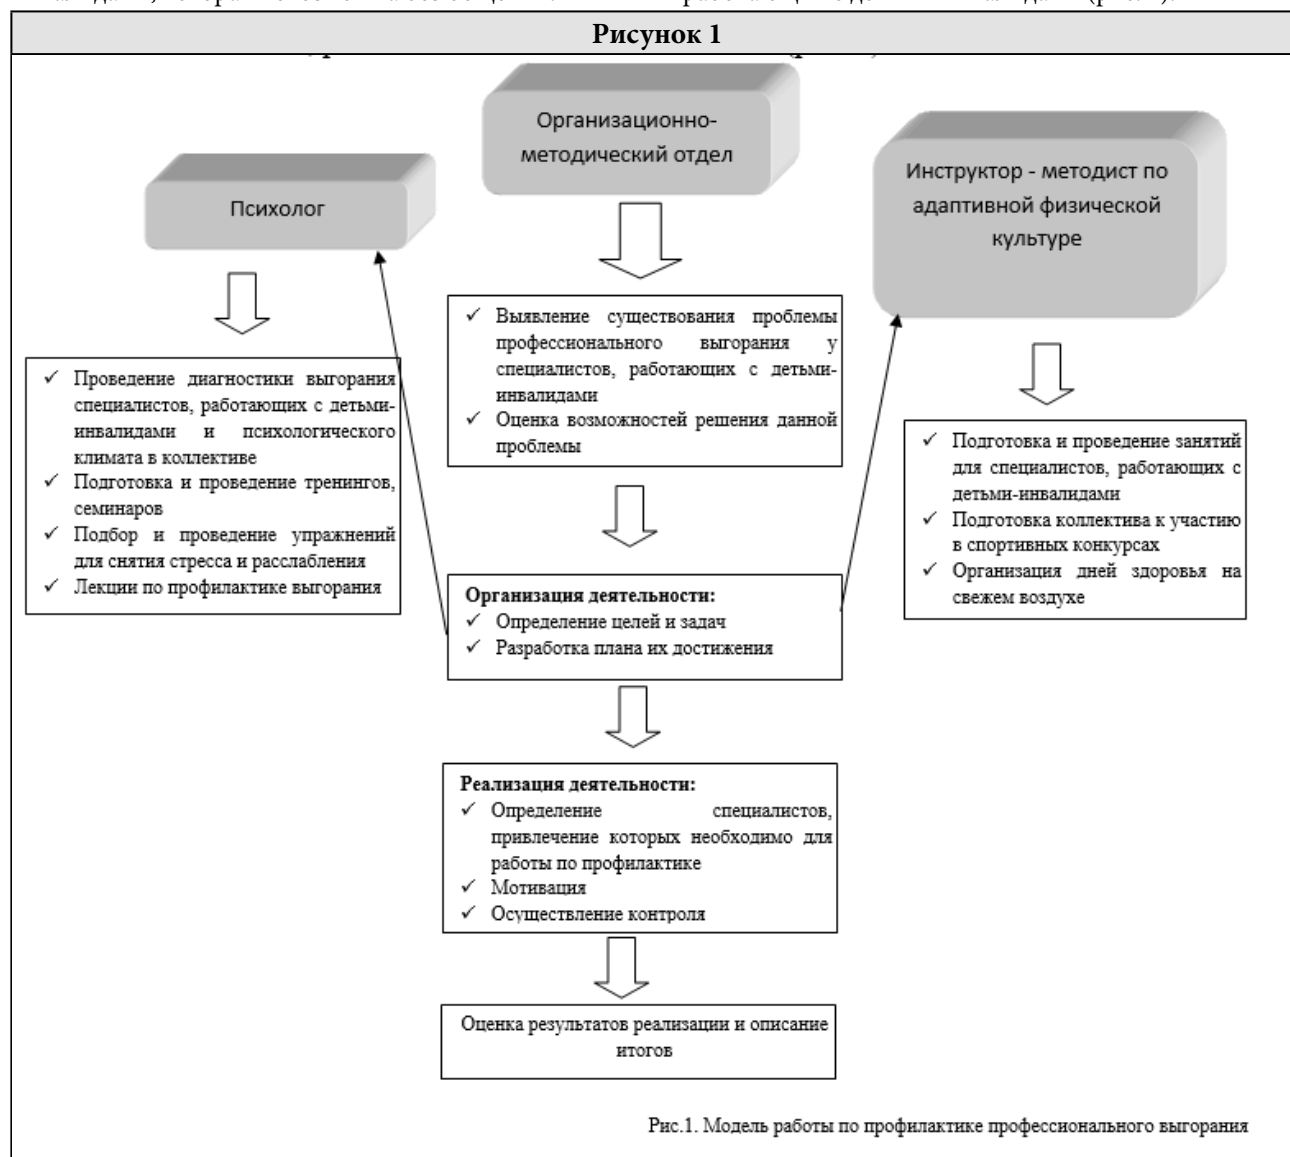 Рисунок 1
Организационно-
методический отдел
Психолог
Инструктор - методист по
адаптивной физической
культуре
✓ Выявление существования проблемы
профессионального выгорания у
специалистов, работающих с детьми-
инвалидами
✓ Оценка возможностей решения данной
проблемы
✓ Проведение диагностики выгорания
специалистов, работающих с детьми-
инвалидами и психологического
климата в коллективе
✓ Подготовка и проведение тренингов,
семинаров
✓ Подбор и проведение упражнений
для снятия стресса и расслабления
✓ Лекции по профилактике выгорания
✓ Подготовка и проведение занятий
для специалистов, работающих с
детьми-инвалидами
✓ Подготовка коллектива к участию
в спортивных конкурсах
✓ Организация дней здоровья на
свежем воздухе
Организация деятельности:
✓ Определение целей и задач
✓ Разработка плана их достижения
Реализация деятельности:
✓ Определение специалистов,
привлечение которых необходимо для
работы по профилактике
✓ Мотивация
✓ Осуществление контроля
Оценка результатов реализации и описание
итогов
Рис.1. Модель работы по профилактике профессионального выгорания